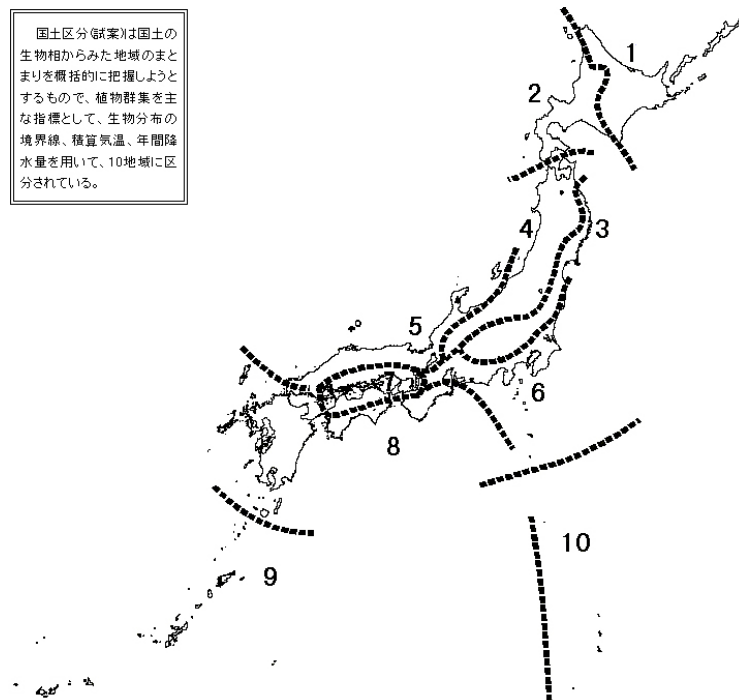 国土区分(試案)は国土の
生物相からみた地域のまと
まりを概括的に把握しようと
するもので、植物群集を主
な指標として、生物分布の
境界線、積算気温、年間降
水量を用いて、10地域に区
分されている。
1
2
3
4
5
6
7
8
9
10